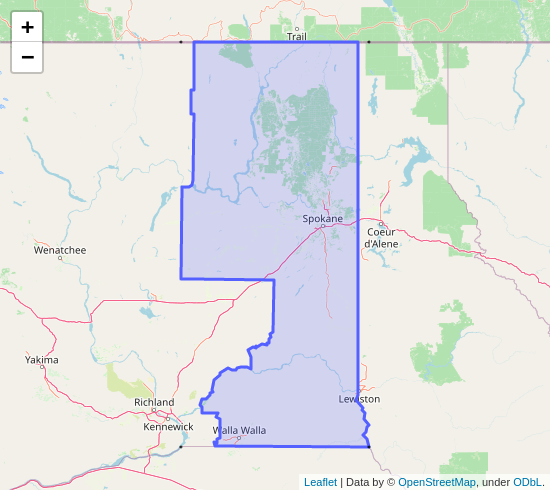 +
−
Trail
Spokane
Coeur
d'Alene
Wenatchee
Yakima
Richland
Kennewick
Lewiston
Walla Walla
Leaflet | Data by © OpenStreetMap, under ODbL.